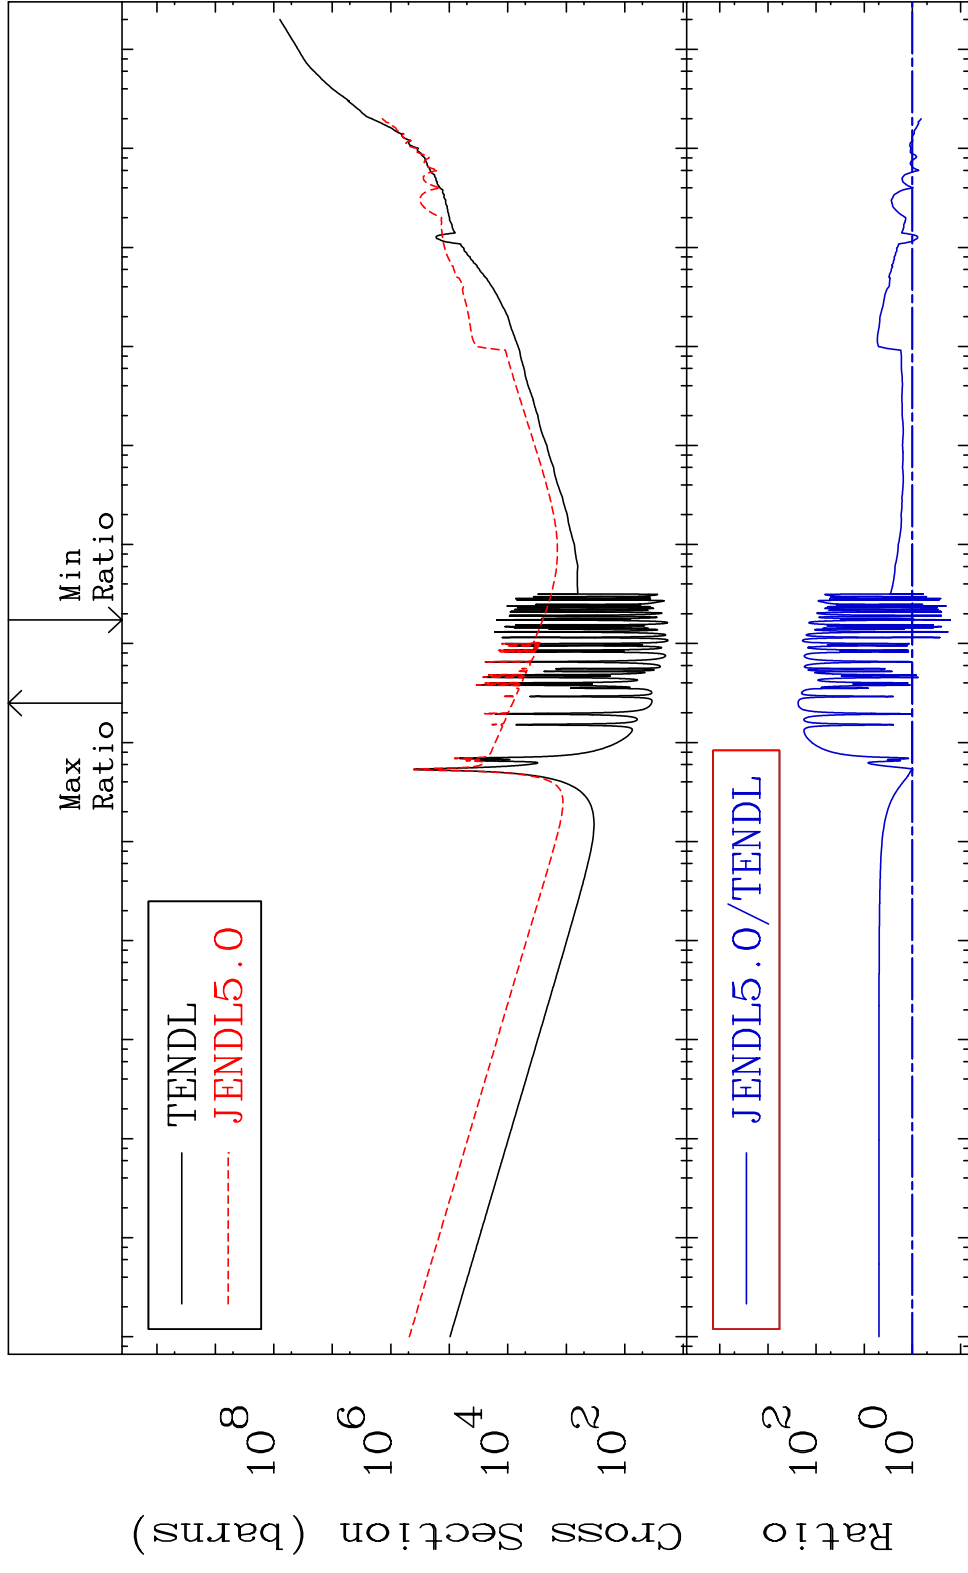 Max
Ratio
Min
Ratio
TENDL
JENDL5.0
10 8
10 6
10 4
10 2
Cross Section (barns)
JENDL5.0/TENDL
10 2
10 0
Ratio